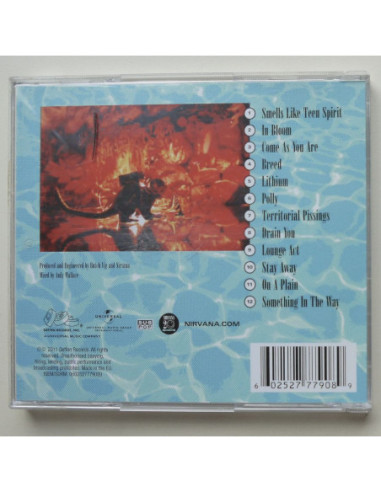 1 Smells Like Teen Spirit
2 In Bloom
3 Come As You Are
4 Breed
5 Lithium
6 Polly
7 Territorial Pissings
8 Drain You
9 Lounge Act
10 Stay Away
11 On A Plain
12 Something In The Way
Produced and Engineered by Butch Vig and Nirvana
Mixed by Andy Wallace
UNIVERSAL
SUB POP
NIRVANA.COM
6 02527 77908 9